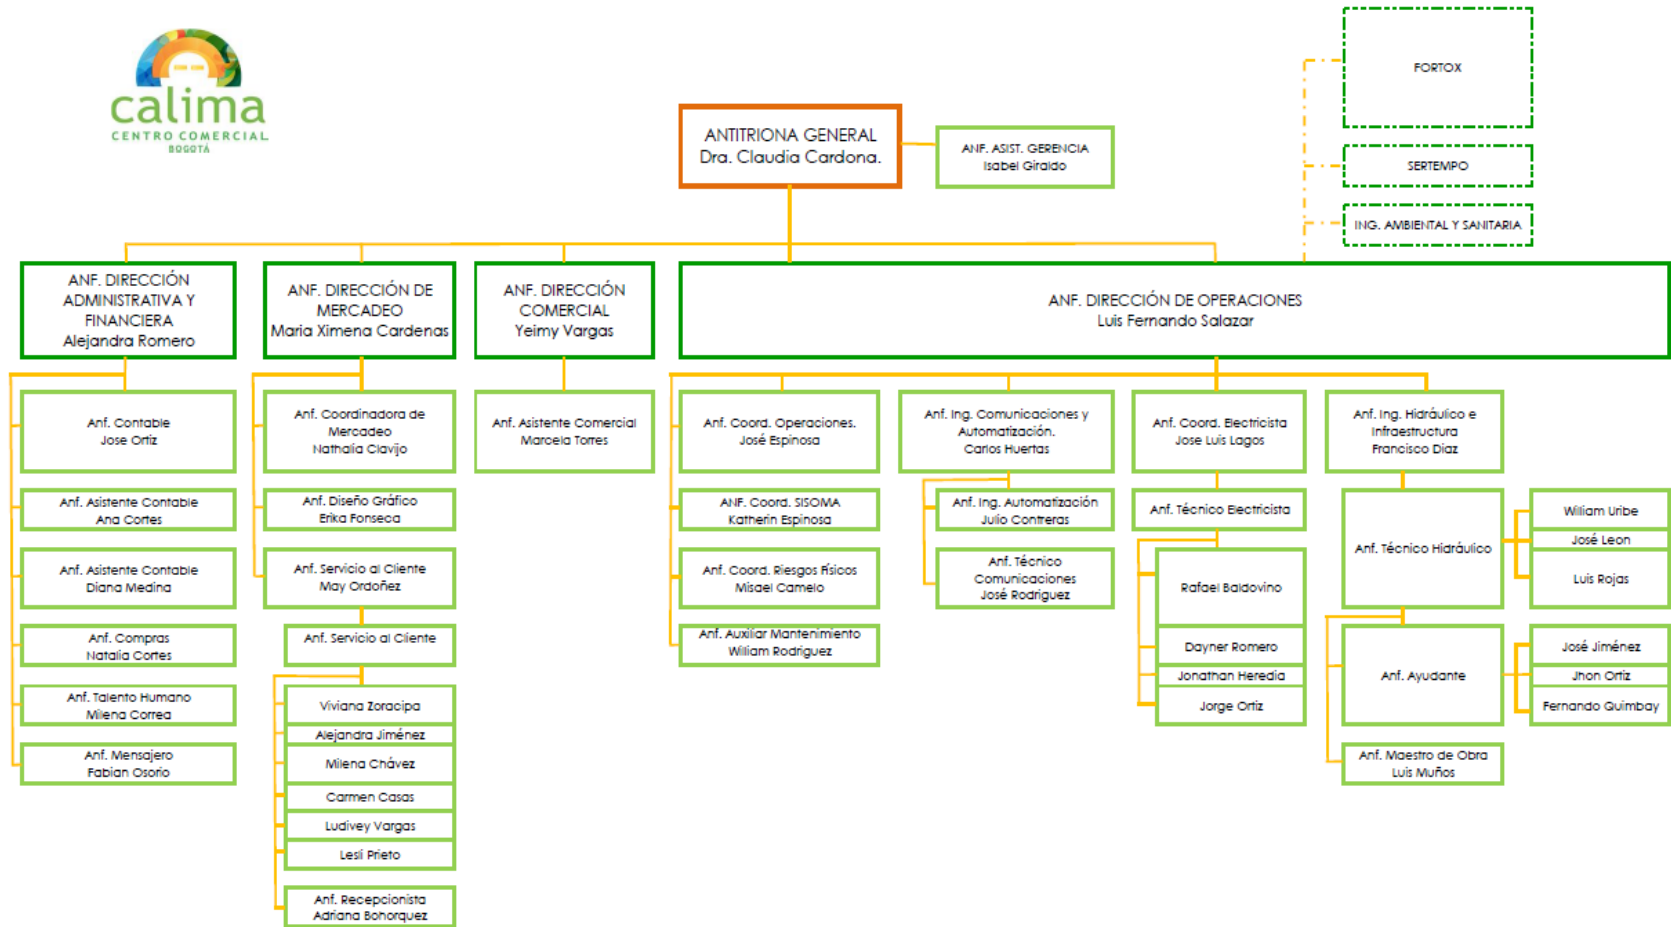 calima
CENTRO COMERCIAL
BOGOTÁ
ANTITRIONA GENERAL
Dra. Claudia Cardona.
ANF. ASIST. GERENCIA
Isabel Giraldo
FORTOX
SERTEMPO
ING. AMBIENTAL Y SANITARIA
ANF. DIRECCIÓN
ADMINISTRATIVA Y
FINANCIERA
Alejandra Romero
ANF. DIRECCIÓN DE
MERCADEO
Maria Ximena Cardenas
ANF. DIRECCIÓN
COMERCIAL
Yeimy Vargas
ANF. DIRECCIÓN DE OPERACIONES
Luis Fernando Salazar
Anf. Contable
Jose Ortiz
Anf. Asistente Contable
Ana Cortes
Anf. Asistente Contable
Diana Medina
Anf. Compras
Natalia Cortes
Anf. Talento Humano
Milena Correa
Anf. Mensajero
Fabian Osorio
Anf. Coordinadora de
Mercadeo
Nathalia Clavijo
Anf. Diseño Gráfico
Erika Fonseca
Anf. Servicio al Cliente
May Ordoñez
Anf. Servicio al Cliente
Viviana Zoracipa
Alejandra Jiménez
Milena Chávez
Carmen Casas
Ludivey Vargas
Lesli Prieto
Anf. Recepcionista
Adriana Bohorquez
Anf. Asistente Comercial
Marcela Torres
Anf. Coord. Operaciones.
José Espinosa
ANF. Coord. SISOMA
Katherin Espinosa
Anf. Coord. Riesgos Físicos
Misael Camelo
Anf. Auxiliar Mantenimiento
William Rodriguez
Anf. Ing. Comunicaciones y
Automatización.
Carlos Huertas
Anf. Ing. Automatización
Julio Contreras
Anf. Técnico
Comunicaciones
José Rodriguez
Anf. Coord. Electricista
Jose Luis Lagos
Anf. Técnico Electricista
Rafael Baldovino
Dayner Romero
Jonathan Heredia
Jorge Ortiz
Anf. Ing. Hidráulico e
Infraestructura
Francisco Diaz
Anf. Técnico Hidráulico
William Uribe
José Leon
Luis Rojas
Anf. Ayudante
José Jiménez
Jhon Ortiz
Fernando Quimbay
Anf. Maestro de Obra
Luis Muños